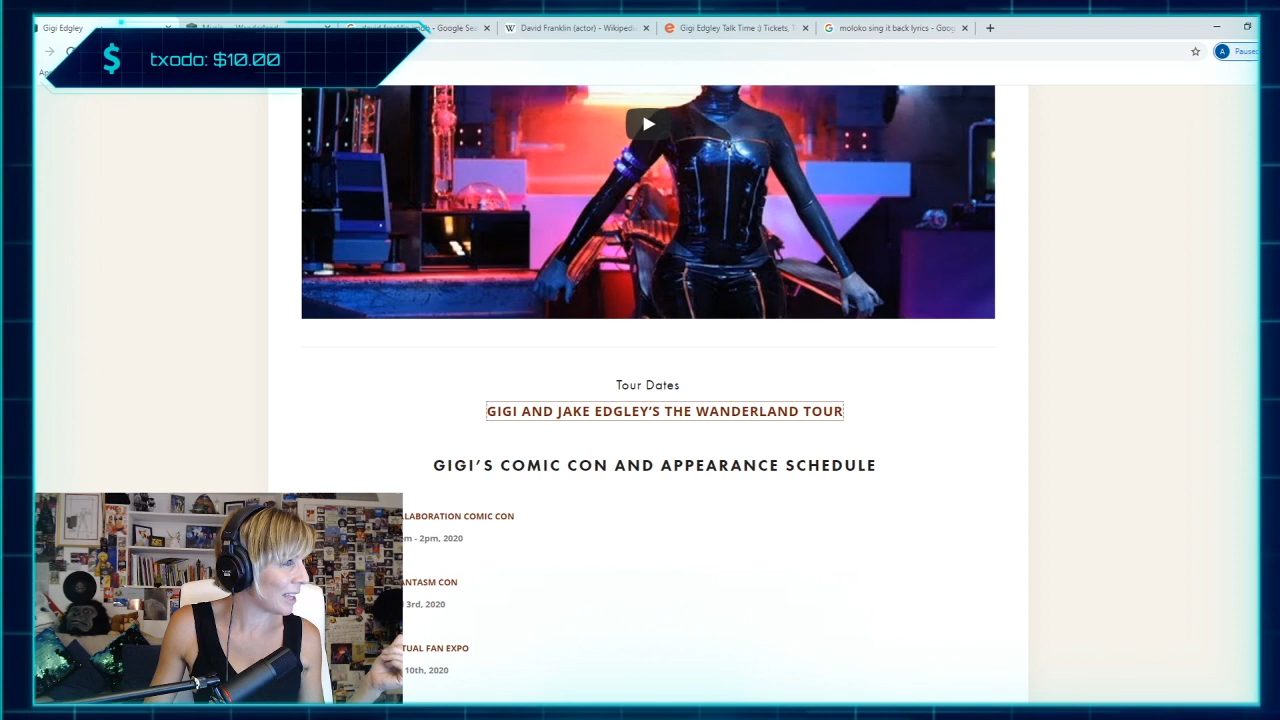 Gigi Edgley
David Franklin (actor) - Wikipedi
Gigi Edgley Talk Time :) Tickets, T
moloko sing it back lyrics - Goog
txodo: $10.00
A Paused
Tour Dates
GIGI AND JAKE EDGLEY'S THE WANDERLAND TOUR
GIGI'S COMIC CON AND APPEARANCE SCHEDULE
LABORATION COMIC CON
m - 2pm, 2020
ANTASM CON
3rd, 2020
TUAL FAN EXPO
10th, 2020